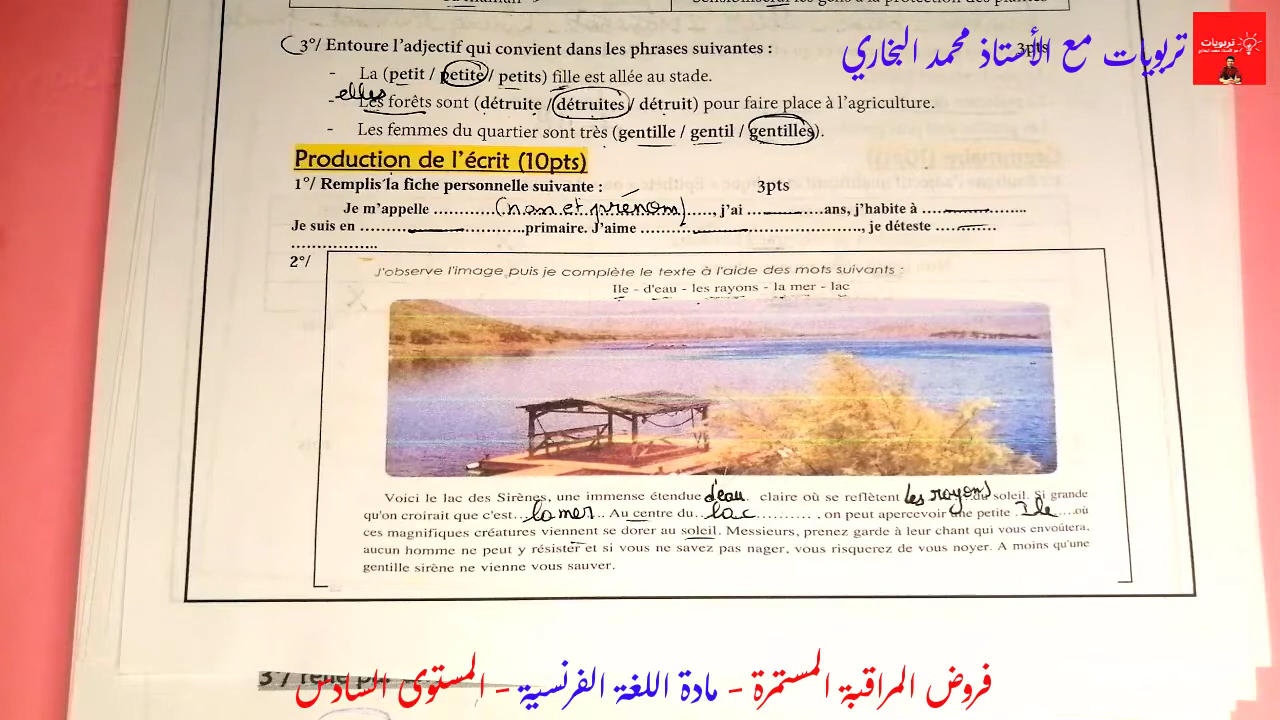 3°/ Entoure l'adjectif qui convient dans les phrases suivantes : 3pts
تربويات مع الأستاذ محمد البخاري
تربويات
- La (petit / petite / petits) fille est allée au stade.
elles
- Les forêts sont (détruite / détruites / détruit) pour faire place à l'agriculture.
- Les femmes du quartier sont très (gentille / gentil / gentilles).
Production de l'écrit (10pts)
1°/ Remplis la fiche personnelle suivante : 3pts
Je m'appelle ............(nom et prénom)......, j'ai ..............ans, j'habite à ........................
Je suis en .......................................primaire. J'aime ............................................., je déteste ..............
..................
2°/
J'observe l'image puis je complète le texte à l'aide des mots suivants :
Ile - d'eau - les rayons - la mer - lac
Voici le lac des Sirènes, une immense étendue d'eau. claire où se reflètent les rayons du soleil. Si grande
qu'on croirait que c'est...la mer... Au centre du...lac............., on peut apercevoir une petite Ile....où
ces magnifiques créatures viennent se dorer au soleil. Messieurs, prenez garde à leur chant qui vous envoûtera,
aucun homme ne peut y résister et si vous ne savez pas nager, vous risquerez de vous noyer. A moins qu'une
gentille sirène ne vienne vous sauver.
فروض المراقبة المستمرة - مادة اللغة الفرنسية - المستوى السادس